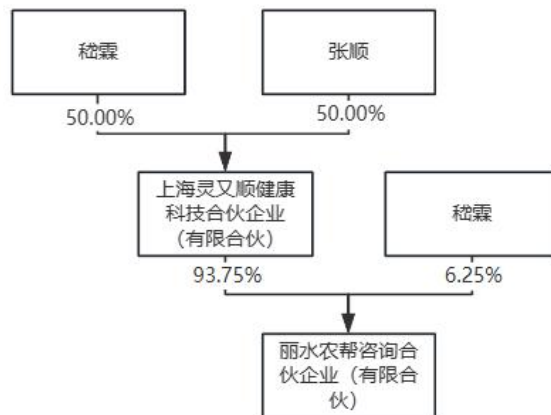 嵇霖
张顺
50.00%
50.00%
上海灵又顺健康
科技合伙企业
（有限合伙）
嵇霖
93.75%
6.25%
丽水农帮咨询合
伙企业（有限合
伙）